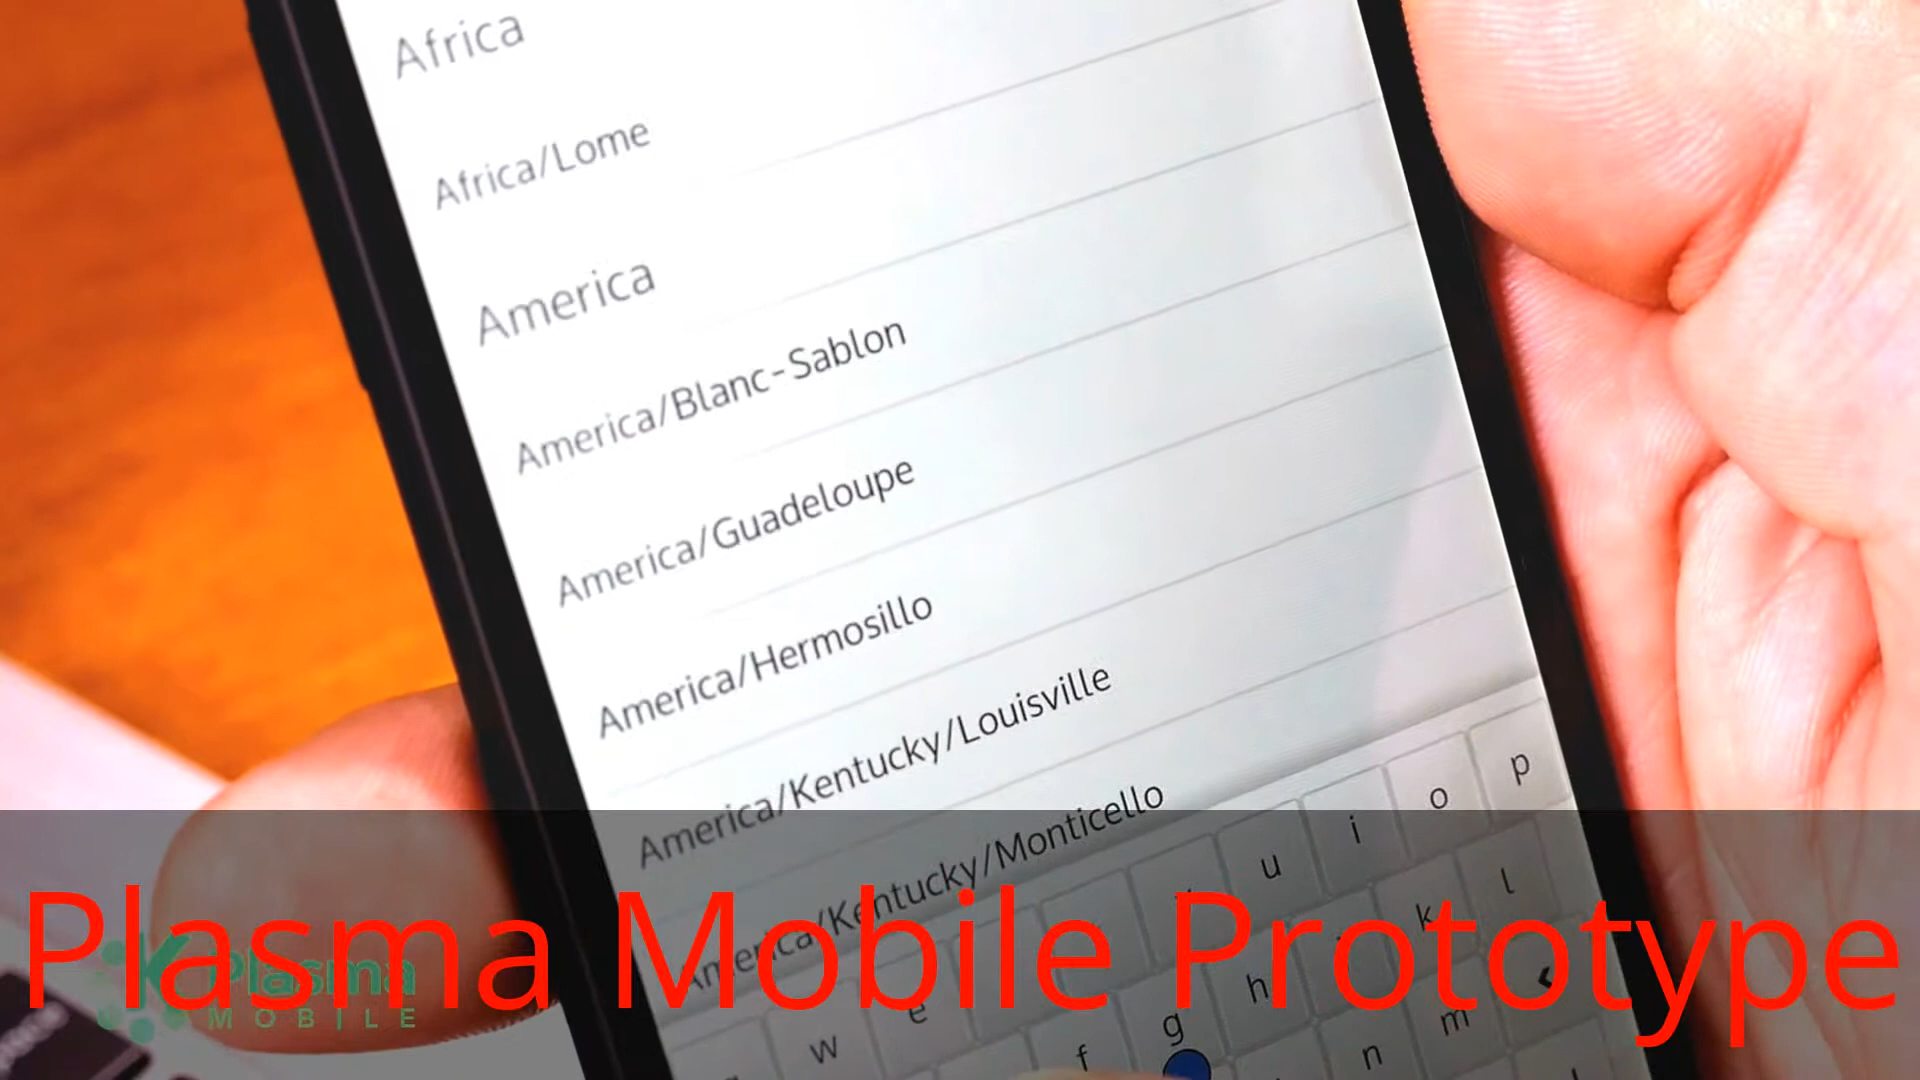 Africa
Africa/Lome
America
America/Blanc-Sablon
America/Guadeloupe
America/Hermosillo
America/Kentucky/Louisville
America/Kentucky/Monticello
u i o p
w e
g h k l
f n m
Plasma Mobile Prototype
Plasma
MOBILE